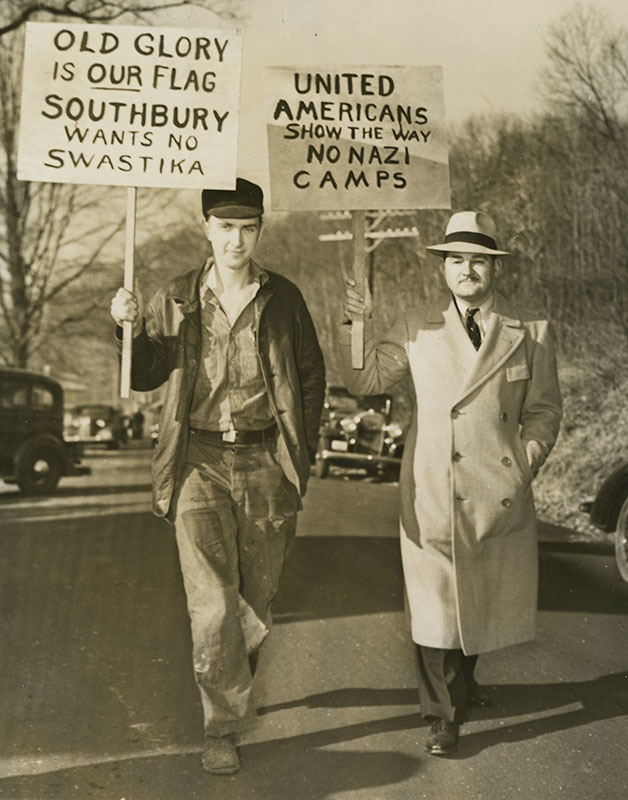 OLD GLORY
IS OUR FLAG
SOUTHBURY
WANTS NO
SWASTIKA
UNITED
AMERICANS
SHOW THE WAY
NO NAZI
CAMPS